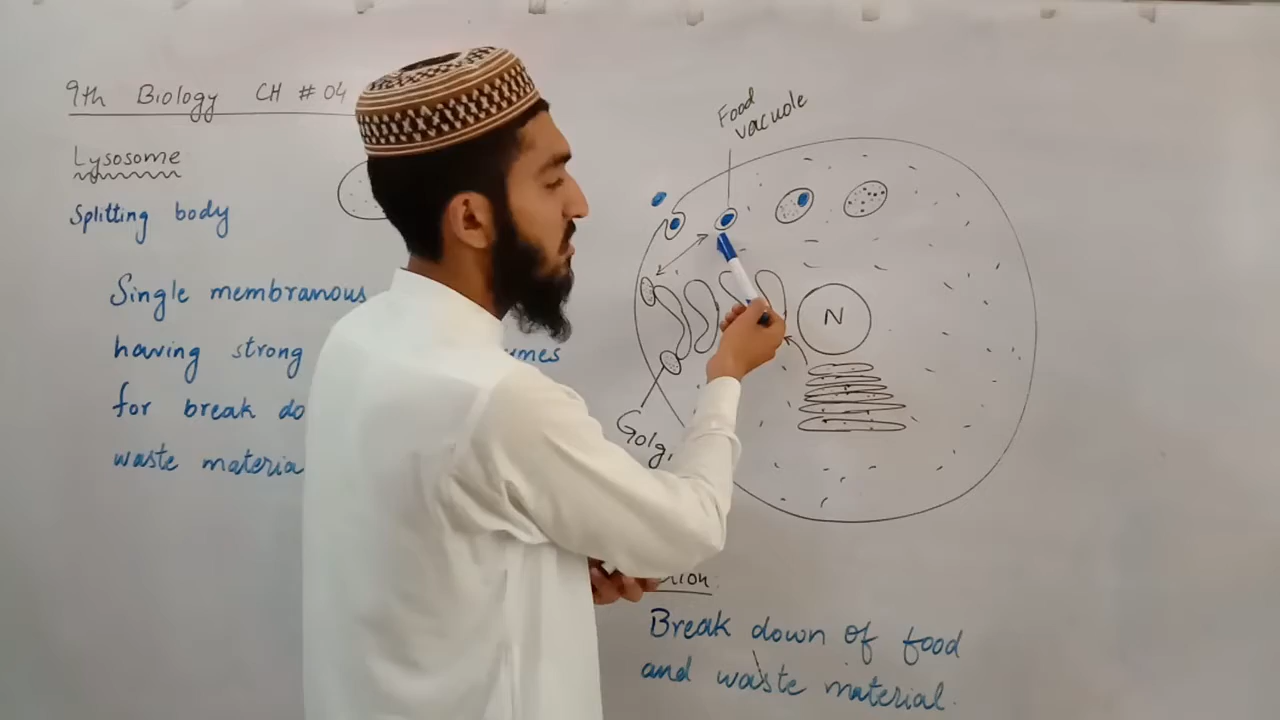 9th Biology CH # 04
Lysosome
Splitting body
Single membranous
having strong
for break do
waste materia
Food
vacuole
N
Golgi
Break down of food
and waste material.